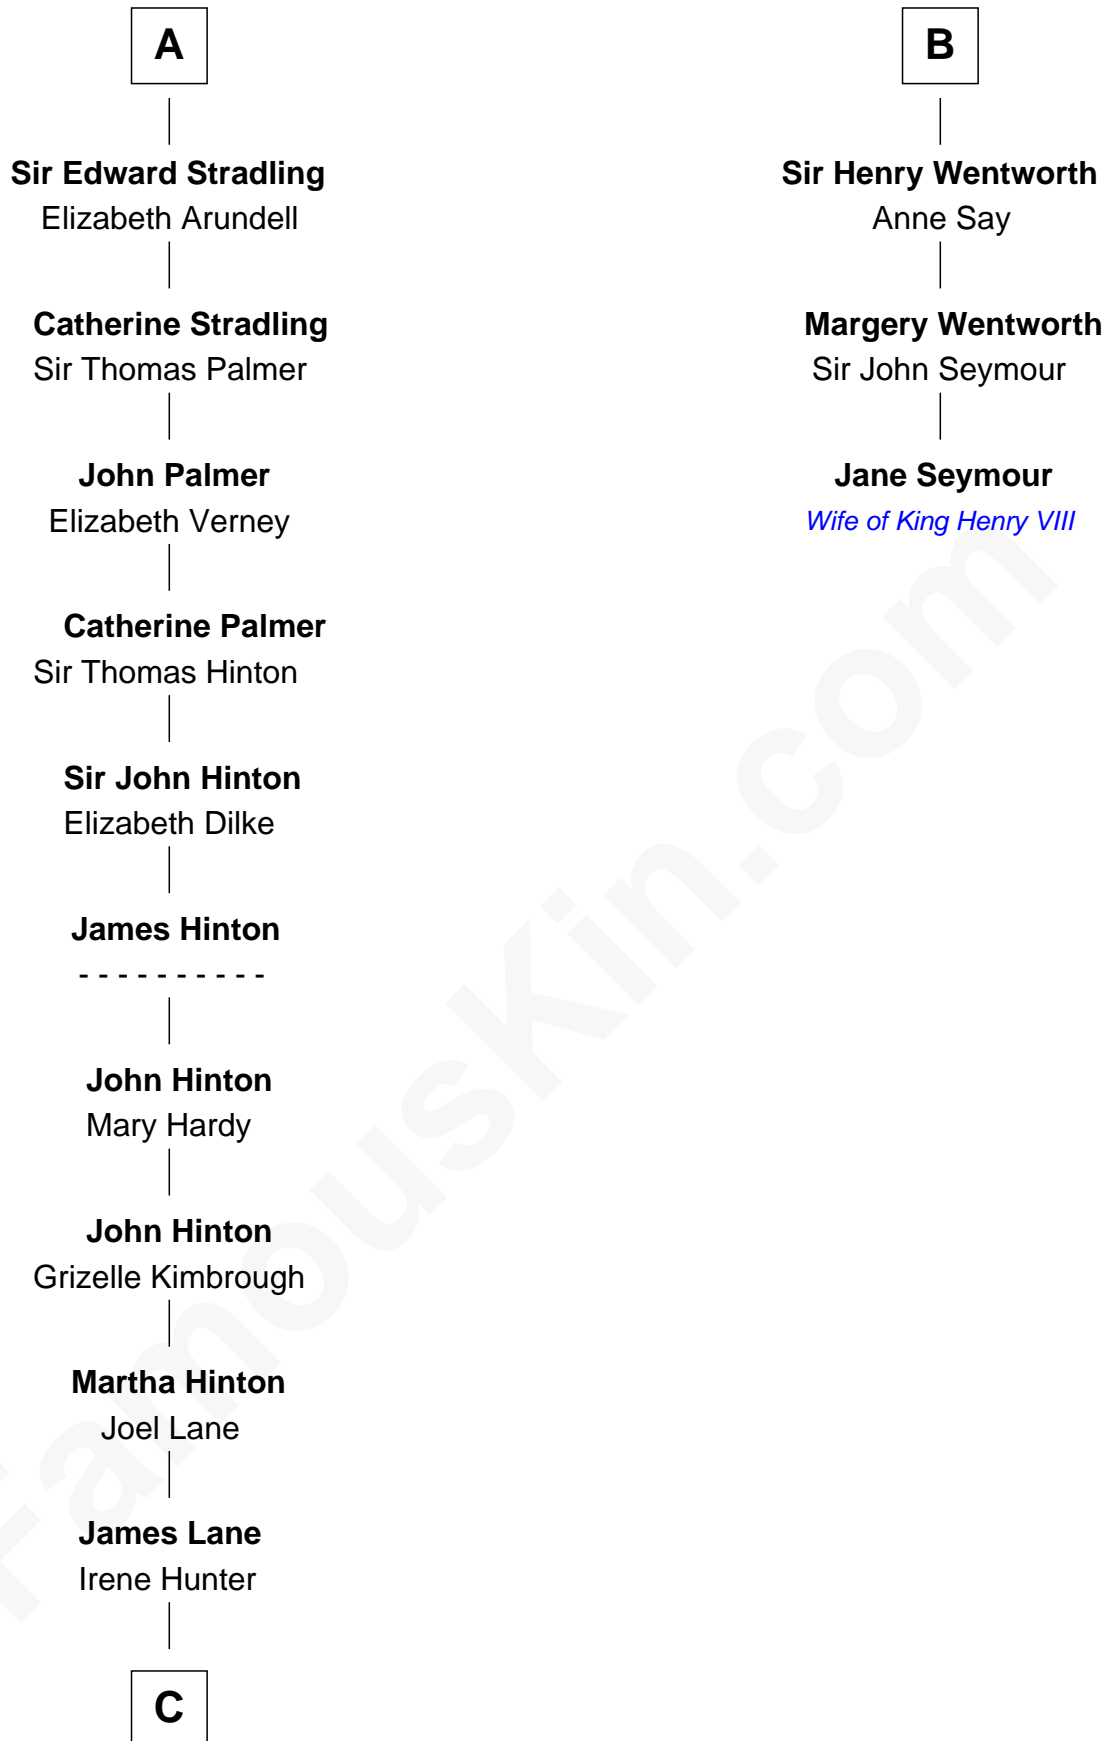 A
Sir Edward Stradling
Elizabeth Arundell
Catherine Stradling
Sir Thomas Palmer
John Palmer
Elizabeth Verney
Catherine Palmer
Sir Thomas Hinton
Sir John Hinton
Elizabeth Dilke
James Hinton
- - - - - - - - - -
John Hinton
Mary Hardy
John Hinton
Grizelle Kimbrough
Martha Hinton
Joel Lane
James Lane
Irene Hunter
C
B
Sir Henry Wentworth
Anne Say
Margery Wentworth
Sir John Seymour
Jane Seymour
Wife of King Henry VIII
FamousKin.com